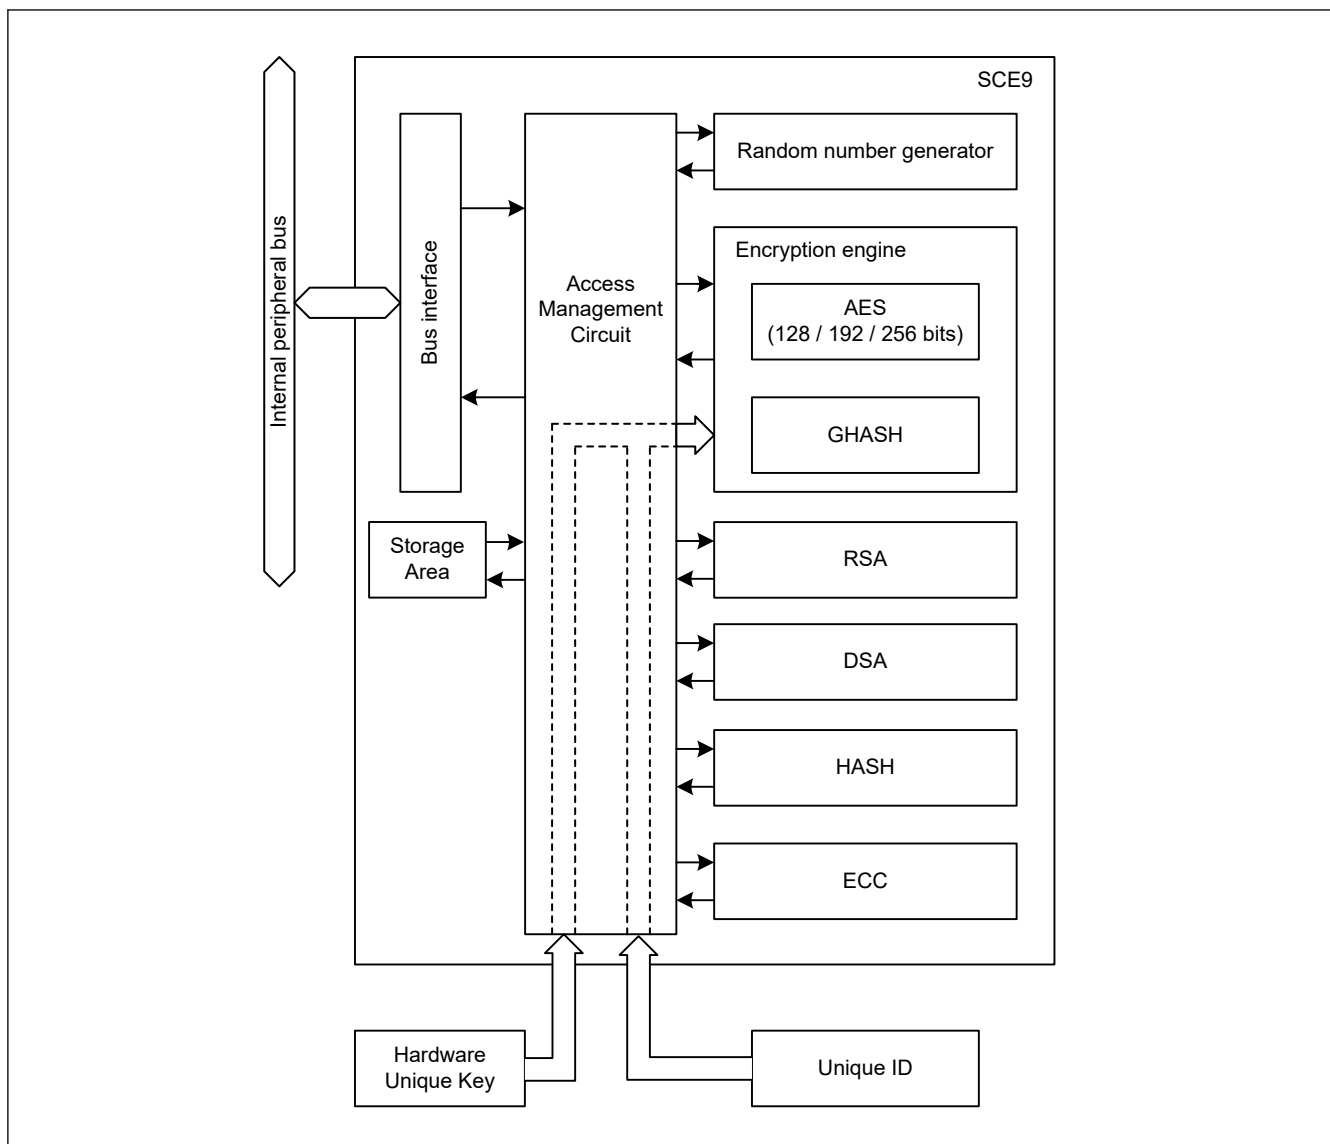 SCE9
Internal peripheral bus
Bus interface
Access
Management
Circuit
Random number generator
Encryption engine
AES
(128 / 192 / 256 bits)
GHASH
Storage
Area
RSA
DSA
HASH
ECC
Hardware
Unique Key
Unique ID